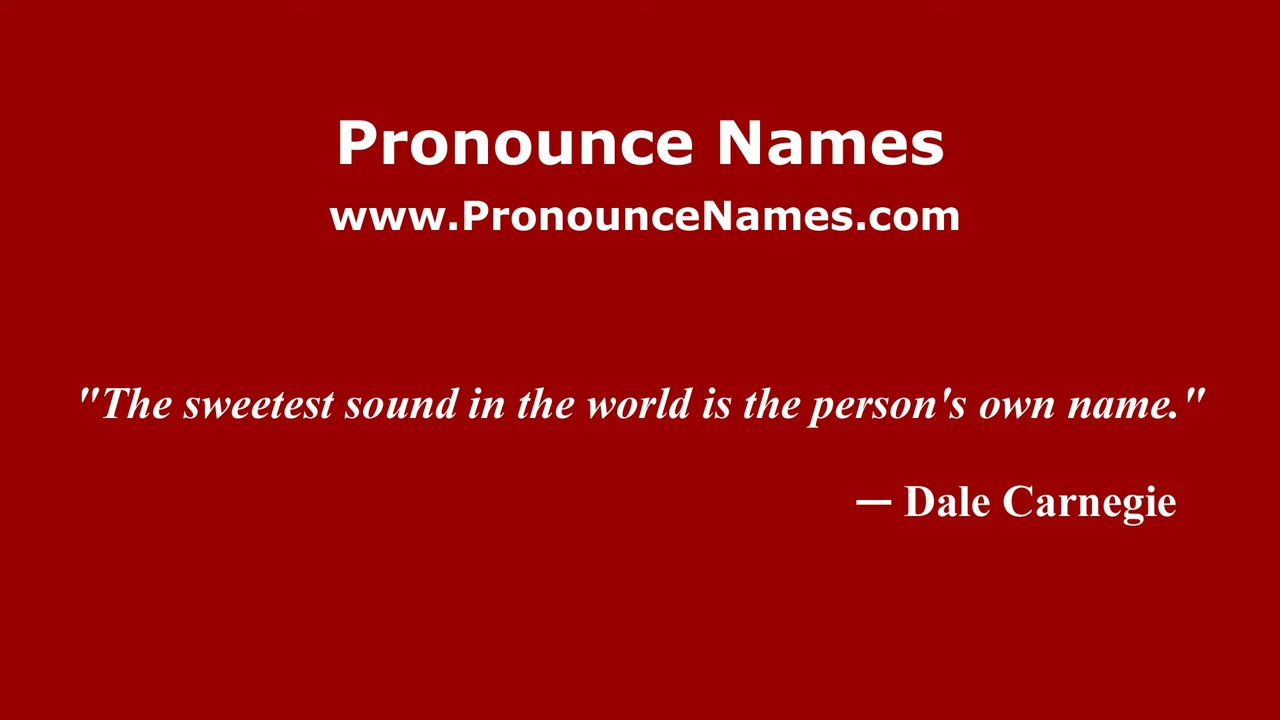 Pronounce Names
www.PronounceNames.com
"The sweetest sound in the world is the person's own name."
— Dale Carnegie